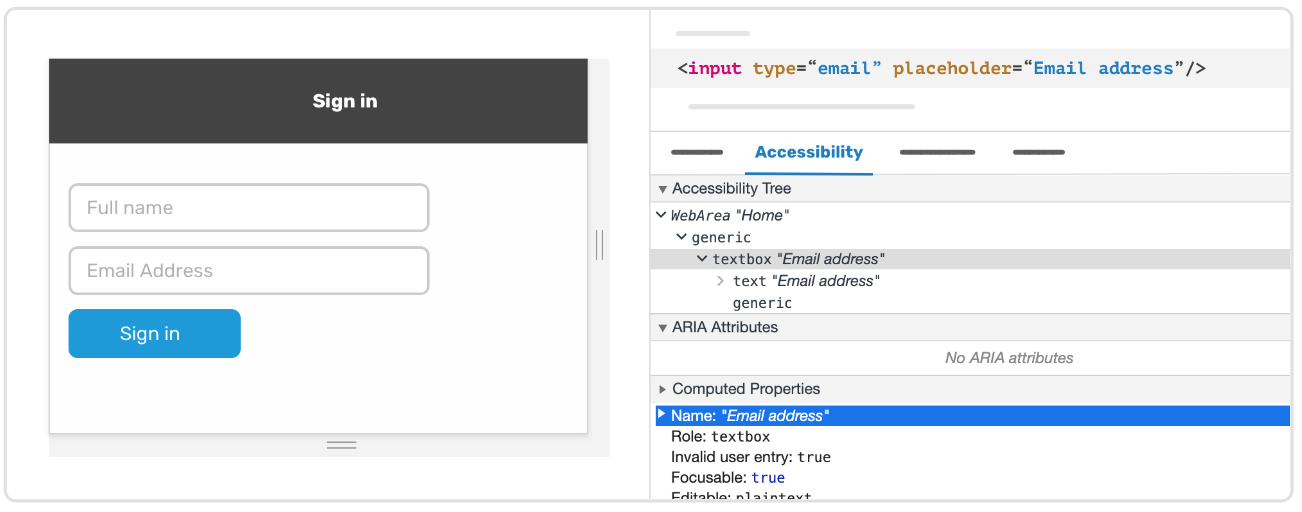 Sign in
Full name
Email Address
Sign in
<input type=“email” placeholder=“Email address”/>
Accessibility
Accessibility Tree
WebArea "Home"
generic
textbox "Email address"
text "Email address"
generic
ARIA Attributes
No ARIA attributes
Computed Properties
Name: "Email address"
Role: textbox
Invalid user entry: true
Focusable: true
Editable: plaintext